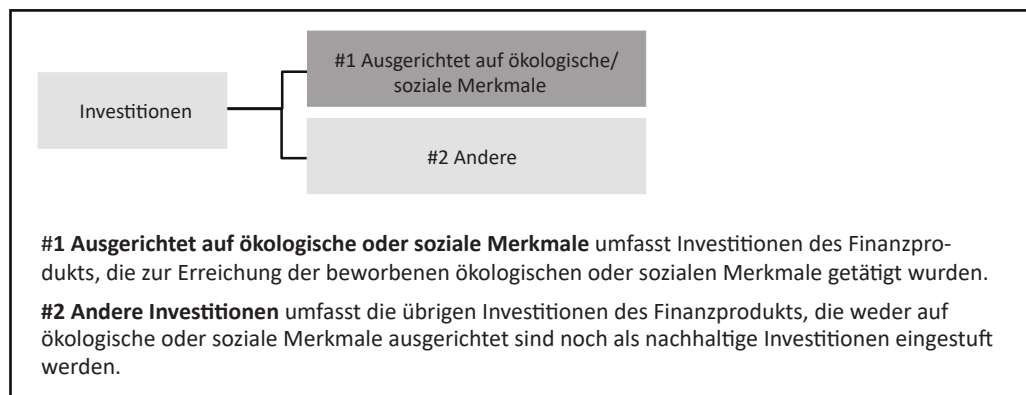 #1 Ausgerichtet auf ökologische/
soziale Merkmale
Investitionen
#2 Andere
#1 Ausgerichtet auf ökologische oder soziale Merkmale umfasst Investitionen des Finanzpro-
dukts, die zur Erreichung der beworbenen ökologischen oder sozialen Merkmale getätigt wurden.
#2 Andere Investitionen umfasst die übrigen Investitionen des Finanzprodukts, die weder auf
ökologische oder soziale Merkmale ausgerichtet sind noch als nachhaltige Investitionen eingestuft
werden.